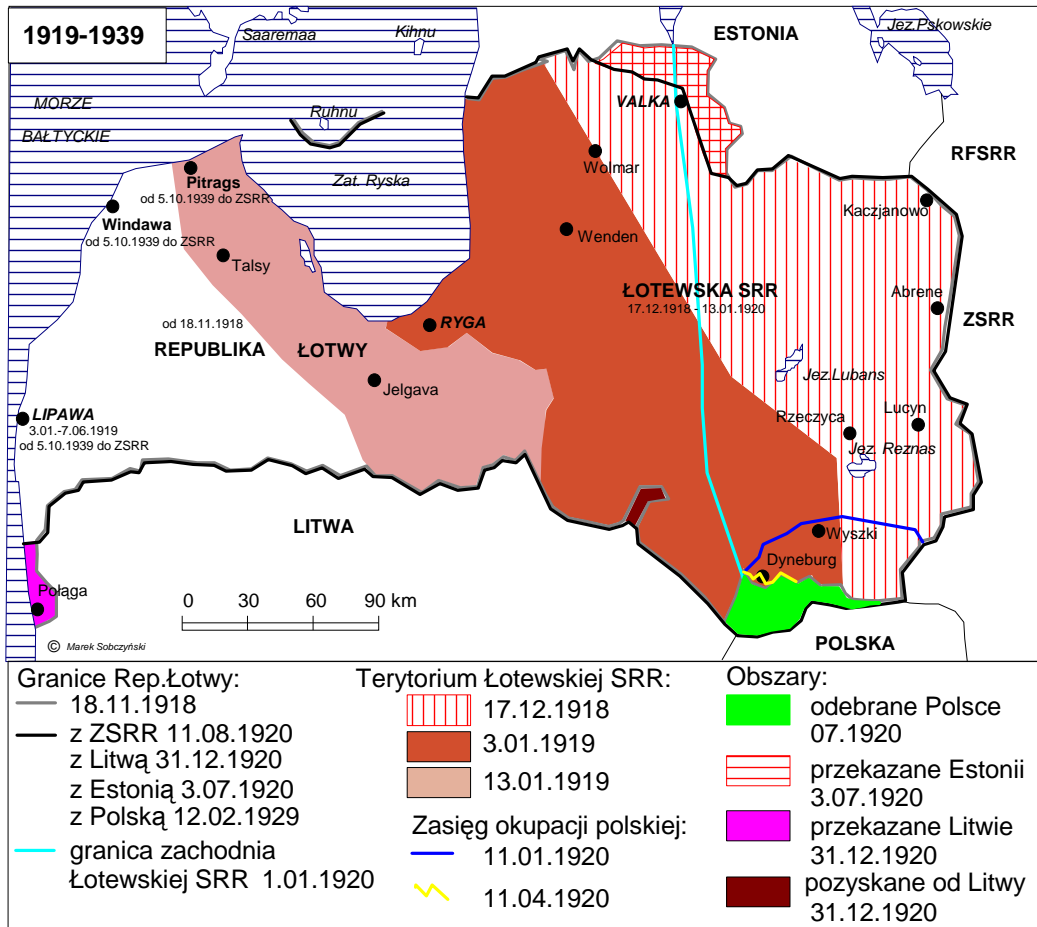 1919-1939
Saaremaa
Kihnu
ESTONIA
Jez.Pskowskie
MORZE
BAŁTYCKIE
Ruhnu
VALKA
RFSRR
Wolmar
Zat. Ryska
Pitrags
od 5.10.1939 do ZSRR
Kaczjanowo
Windawa
od 5.10.1939 do ZSRR
Wenden
Talsy
ŁOTEWSKA SRR
17.12.1918 - 13.01.1920
Abrene
ZSRR
od 18.11.1918
REPUBLIKA ŁOTWY
RYGA
Jez.Lubans
Jelgava
LIPAWA
3.01.-7.06.1919
od 5.10.1939 do ZSRR
Rzęczyca
Lucyn
Jez. Reznas
LITWA
Wyszki
Dyneburg
Połąga
0 30 60 90 km
POLSKA
© Marek Sobczyński
Granice Rep.Łotwy:
18.11.1918
z ZSRR 11.08.1920
z Litwą 31.12.1920
z Estonią 3.07.1920
z Polską 12.02.1929
granica zachodnia
Łotewskiej SRR 1.01.1920
Terytorium Łotewskiej SRR:
17.12.1918
3.01.1919
13.01.1919
Zasięg okupacji polskiej:
11.01.1920
11.04.1920
Obszary:
odebrane Polsce
07.1920
przekazane Estonii
3.07.1920
przekazane Litwie
31.12.1920
pozyskane od Litwy
31.12.1920